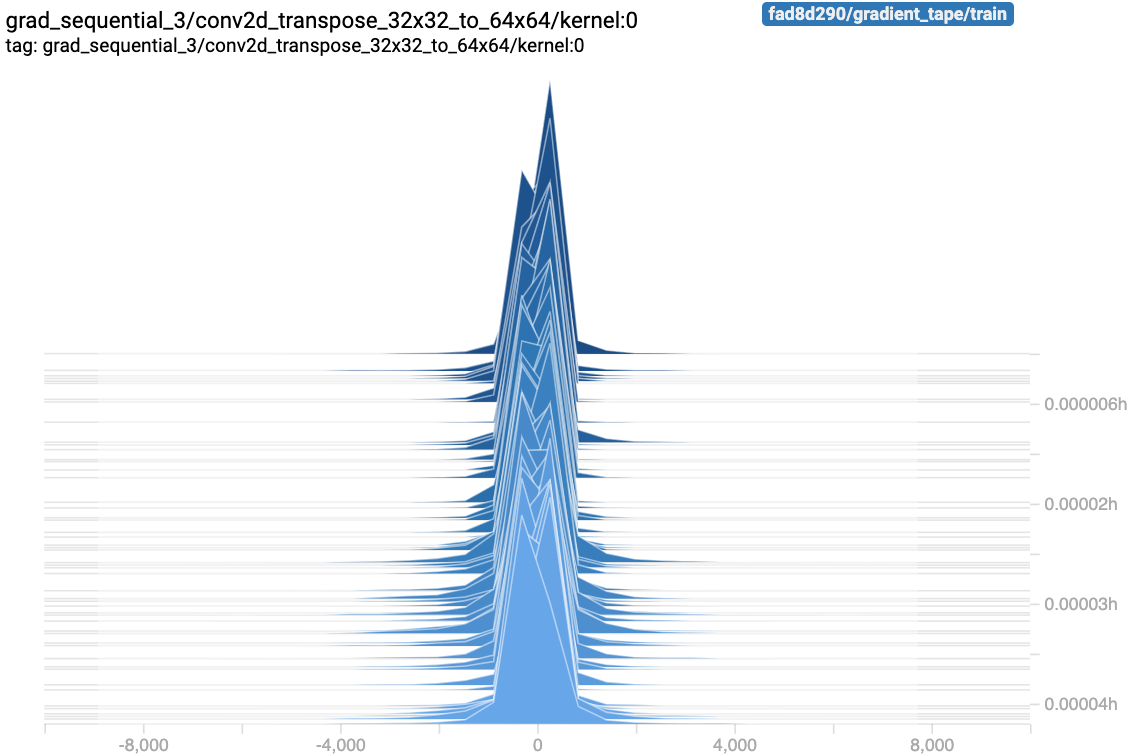 grad_sequential_3/conv2d_transpose_32x32_to_64x64/kernel:0
fad8d290/gradient_tape/train
tag: grad_sequential_3/conv2d_transpose_32x32_to_64x64/kernel:0
0.000006h
0.00002h
0.00003h
0.00004h
-8,000
-4,000
0
4,000
8,000